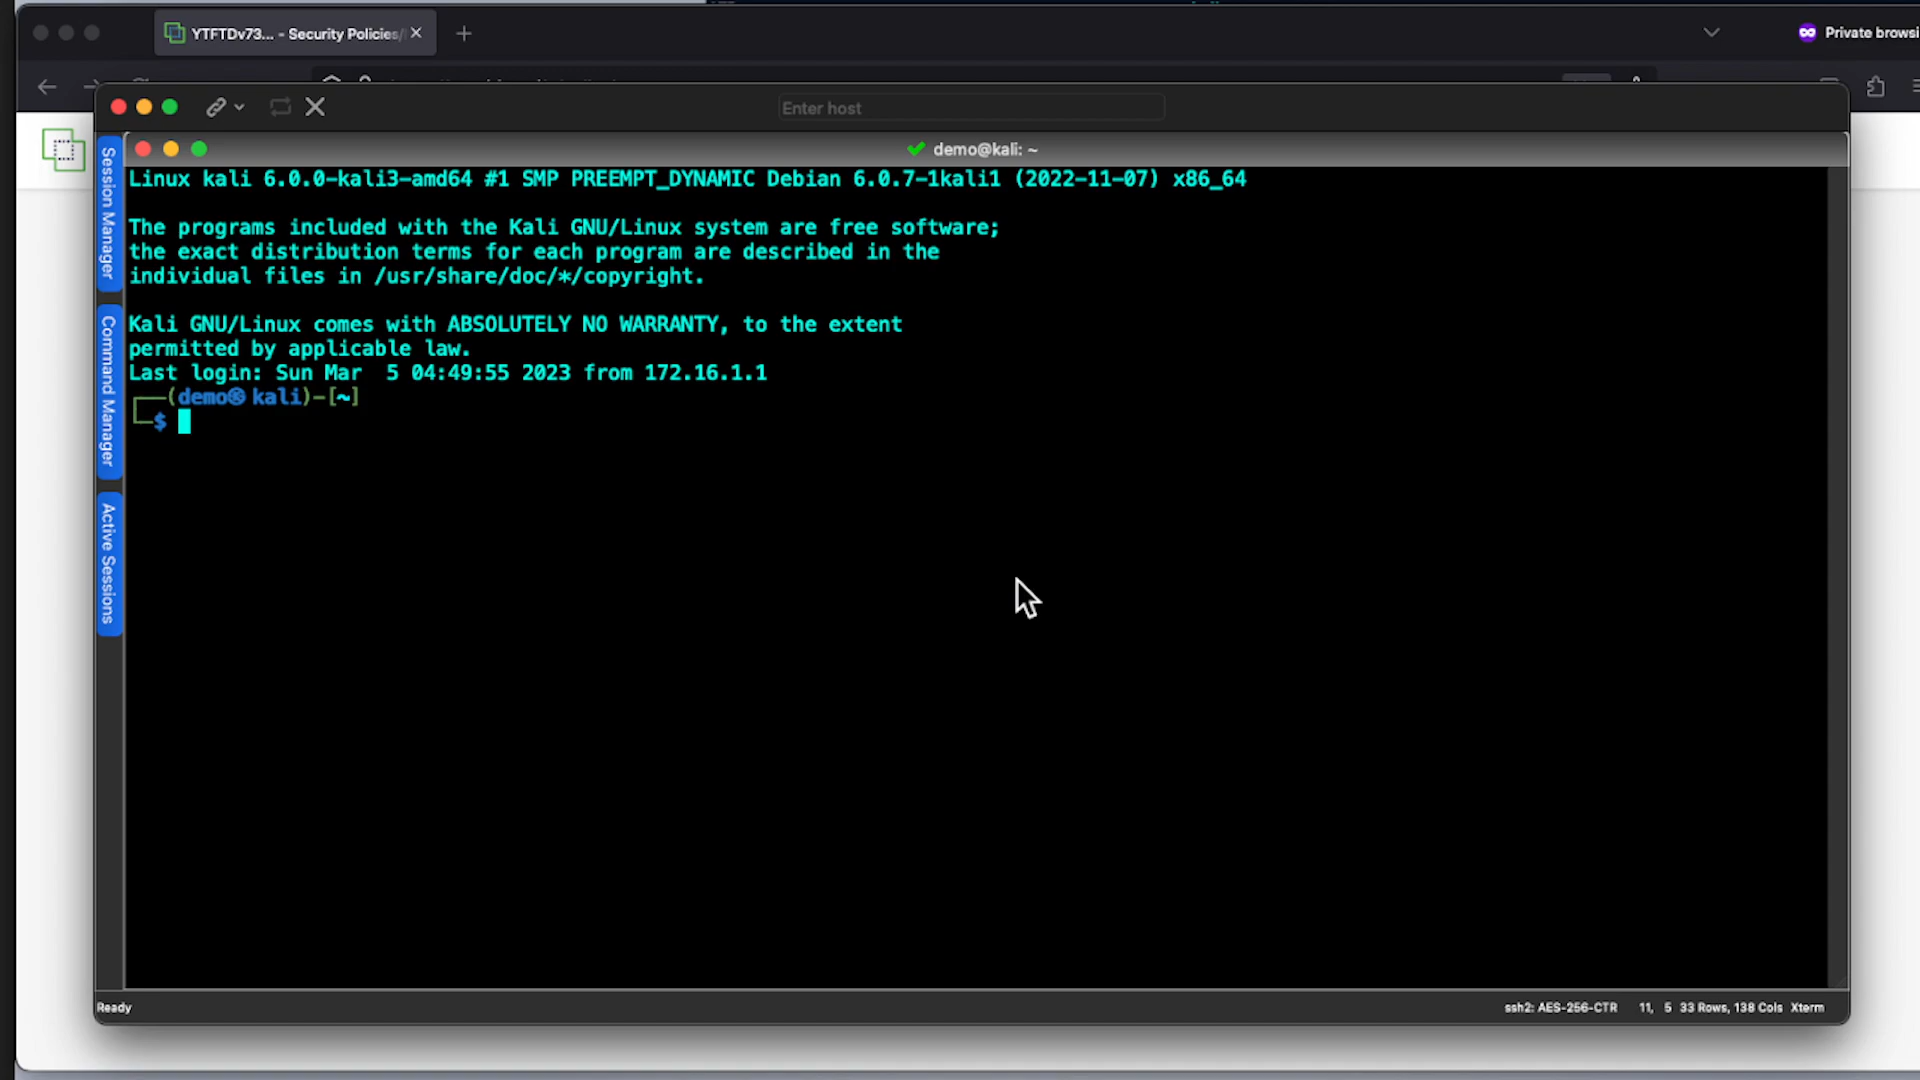 YTFTDv73... - Security Policies/
Private browsi
Enter host
demo@kali: ~
Session Manager
Command Manager
Active Sessions
Linux kali 6.0.0-kali3-amd64 #1 SMP PREEMPT_DYNAMIC Debian 6.0.7-1kali1 (2022-11-07) x86_64
The programs included with the Kali GNU/Linux system are free software;
the exact distribution terms for each program are described in the
individual files in /usr/share/doc/*/copyright.
Kali GNU/Linux comes with ABSOLUTELY NO WARRANTY, to the extent
permitted by applicable law.
Last login: Sun Mar  5 04:49:55 2023 from 172.16.1.1
┌──(demo㉿kali)-[~]
└─$
Ready
ssh2: AES-256-CTR 11, 5 33 Rows, 138 Cols Xterm